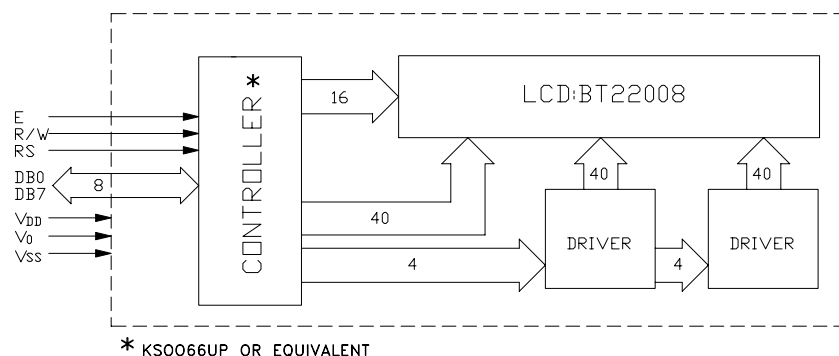 E
R/W
RS
DB0
DB7
8
VDD
V0
VSS
CONTROLLER *
16
LCD:BT22008
40
4
40
DRIVER
4
40
DRIVER
* KS0066UP OR EQUIVALENT